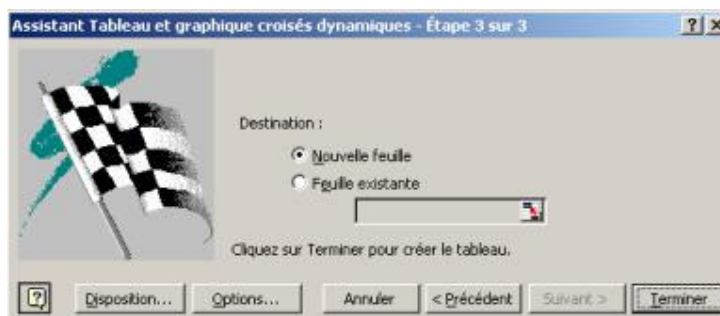 Assistant Tableau et graphique croisés dynamiques - Étape 3 sur 3
Destination :
Nouvelle feuille
Feuille existante
Cliquez sur Terminer pour créer le tableau.
Disposition... Options... Annuler < Précédent Suivant > Terminer